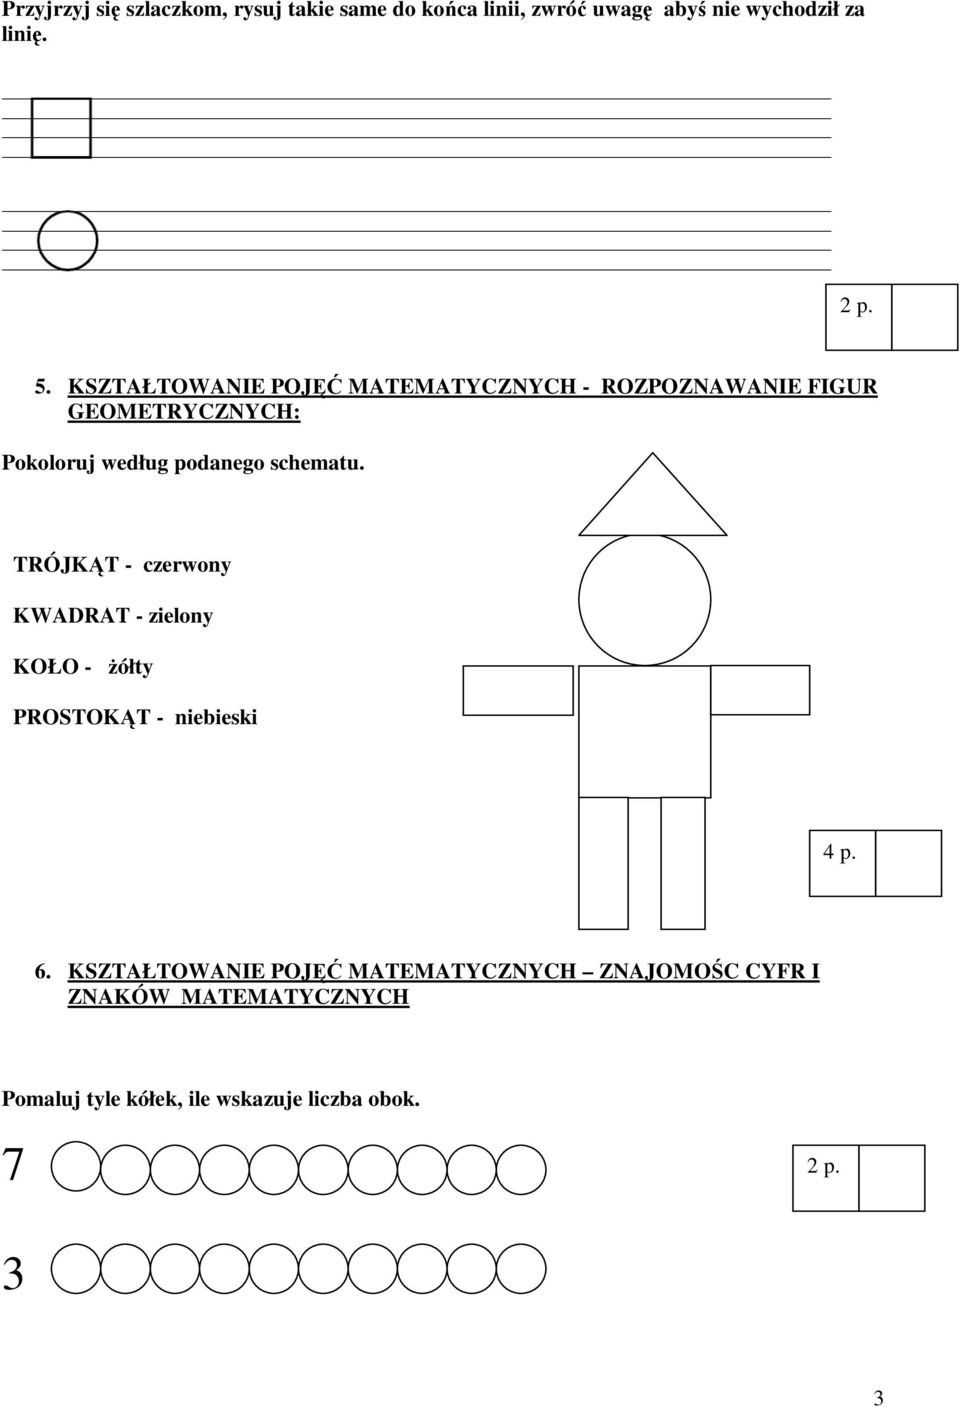 Przyjrzyj się szlaczkom, rysuj takie same do końca linii, zwróć uwagę abyś nie wychodził za
linię.
2 p.
5. KSZTAŁTOWANIE POJĘĆ MATEMATYCZNYCH - ROZPOZNAWANIE FIGUR
GEOMETRYCZNYCH:
Pokoloruj według podanego schematu.
TRÓJKĄT - czerwony
KWADRAT - zielony
KOŁO - żółty
PROSTOKĄT - niebieski
4 p.
6. KSZTAŁTOWANIE POJĘĆ MATEMATYCZNYCH – ZNAJOMOŚC CYFR I
ZNAKÓW MATEMATYCZNYCH
Pomaluj tyle kółek, ile wskazuje liczba obok.
7
2 p.
3
3